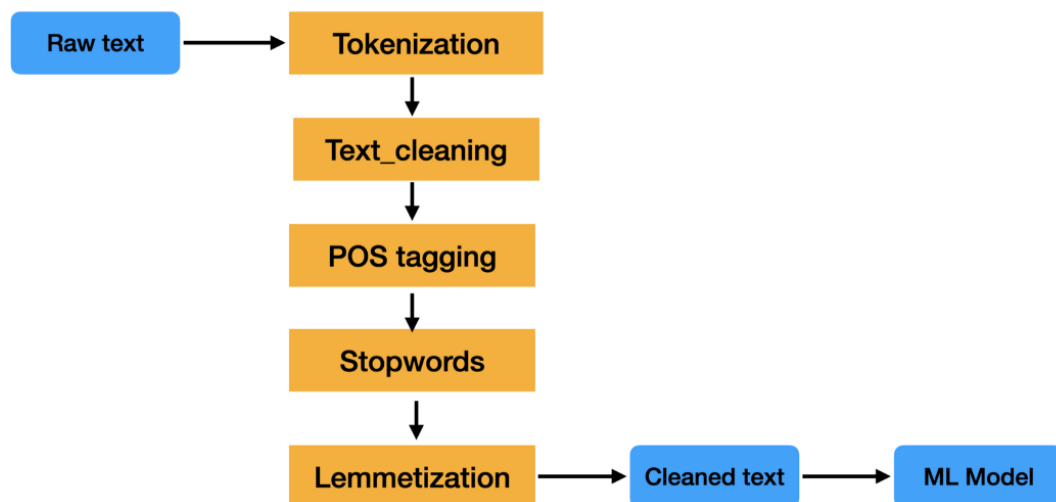 Raw text
Tokenization
Text_cleaning
POS tagging
Stopwords
Lemmetization
Cleaned text
ML Model